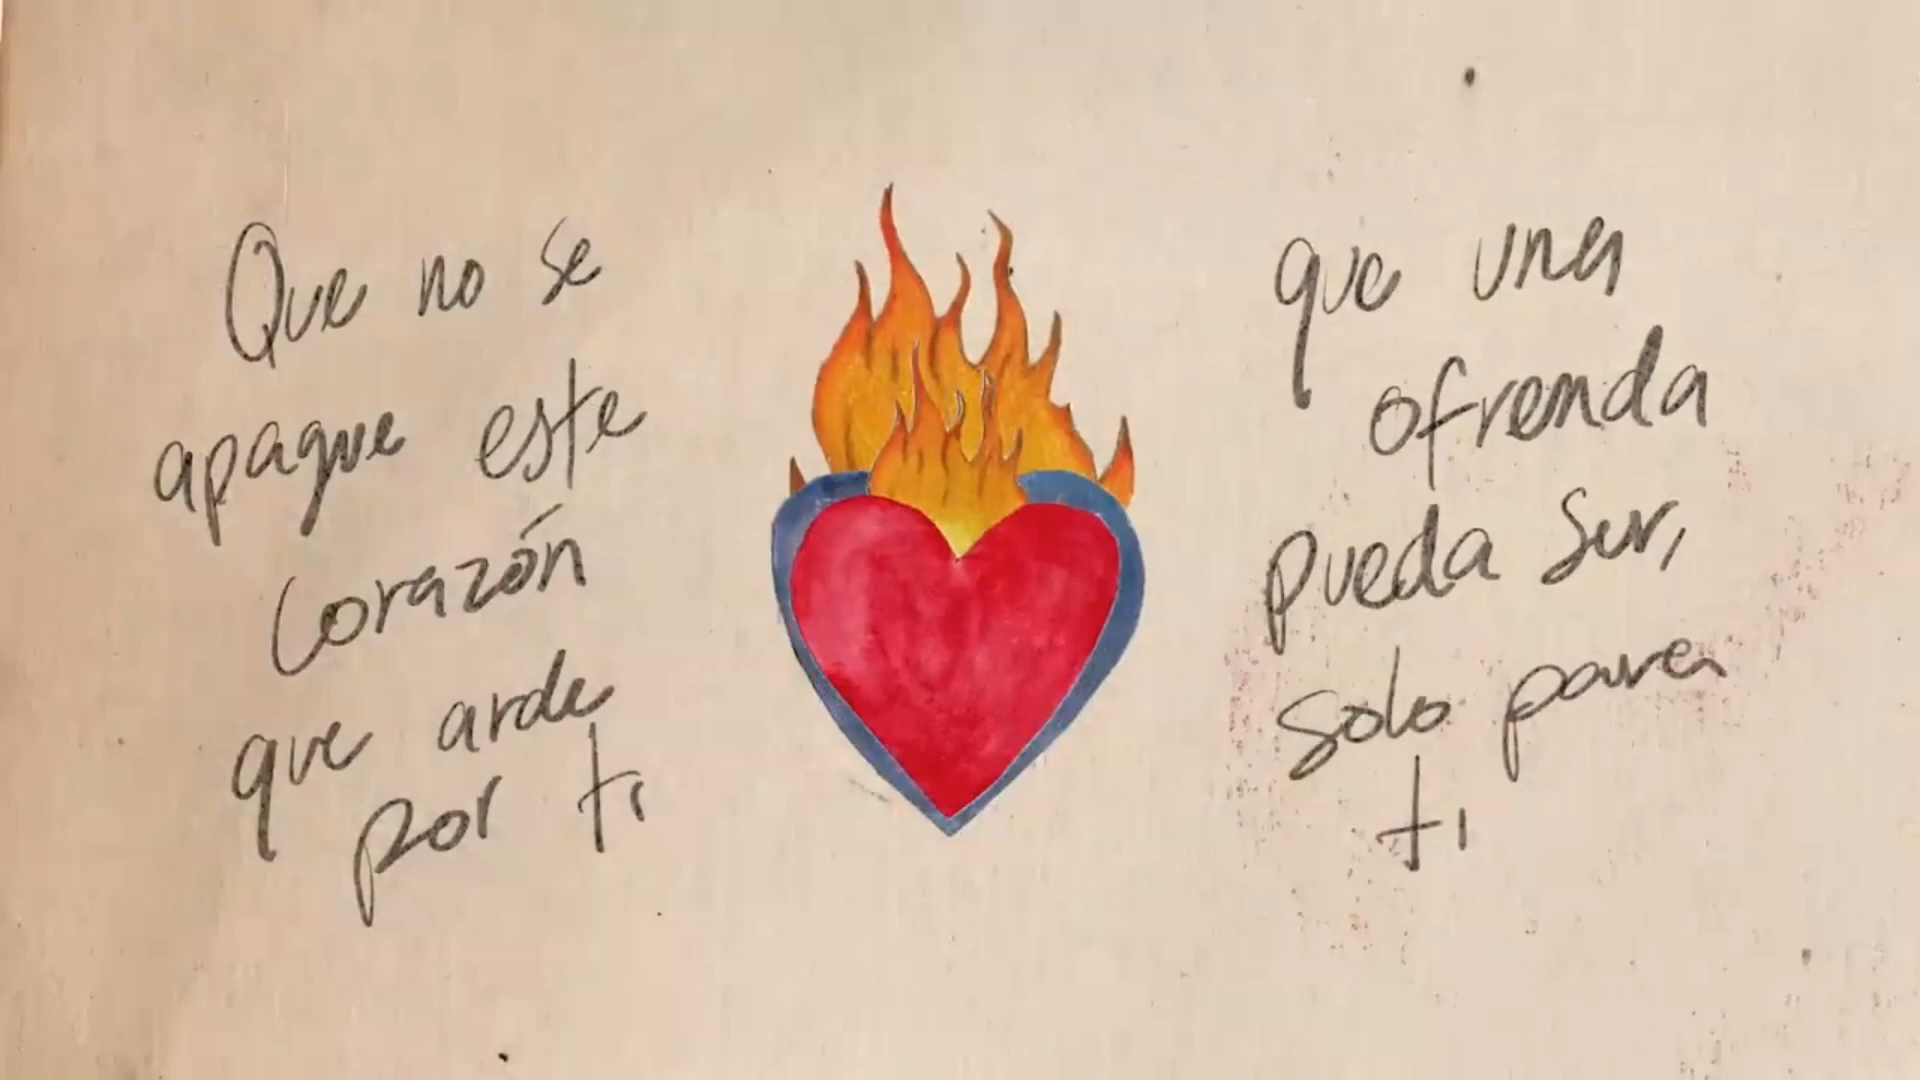 Que no se
apague este
corazón
que arde
por ti
que una
ofrenda
pueda ser,
solo para
ti